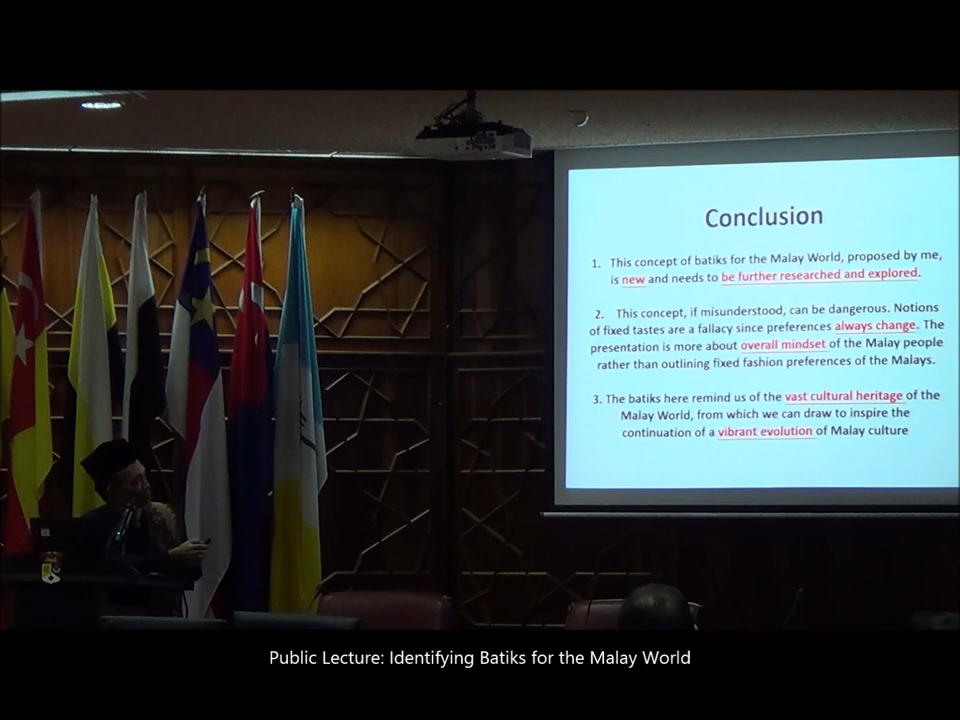 Conclusion
1. This concept of batiks for the Malay World, proposed by me,
is new and needs to be further researched and explored.
2. This concept, if misunderstood, can be dangerous. Notions
of fixed tastes are a fallacy since preferences always change. The
presentation is more about overall mindset of the Malay people
rather than outlining fixed fashion preferences of the Malays.
3. The batiks here remind us of the vast cultural heritage of the
Malay World, from which we can draw to inspire the
continuation of a vibrant evolution of Malay culture
Public Lecture: Identifying Batiks for the Malay World